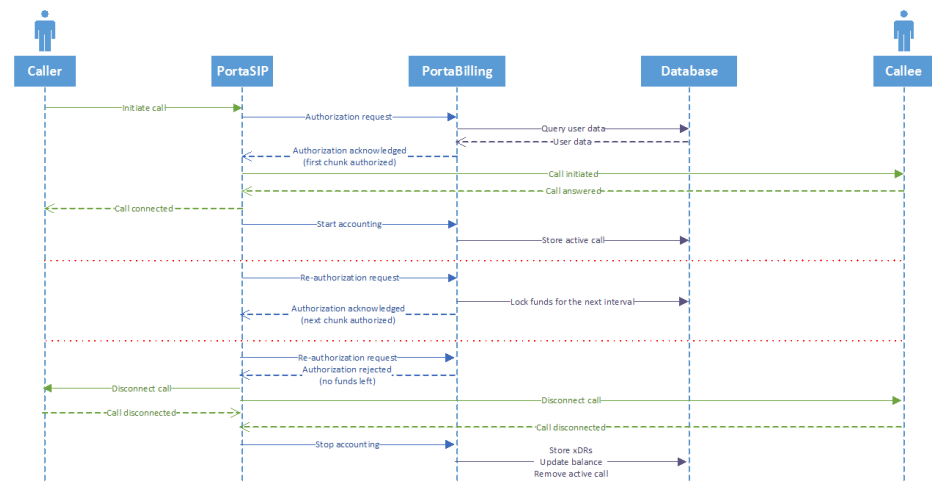 Caller
PortaSIP
PortaBilling
Database
Callee
Initiate call
Authorization request
Query user data
User data
Authorization acknowledged
(first chunk authorized)
Call initiated
Call answered
Call connected
Start accounting
Store active call
Re-authorization request
Lock funds for the next interval
Authorization acknowledged
(next chunk authorized)
Re-authorization request
Authorization rejected
(no funds left)
Disconnect call
Disconnect call
Call disconnected
Call disconnected
Stop accounting
Store xDRs
Update balance
Remove active call